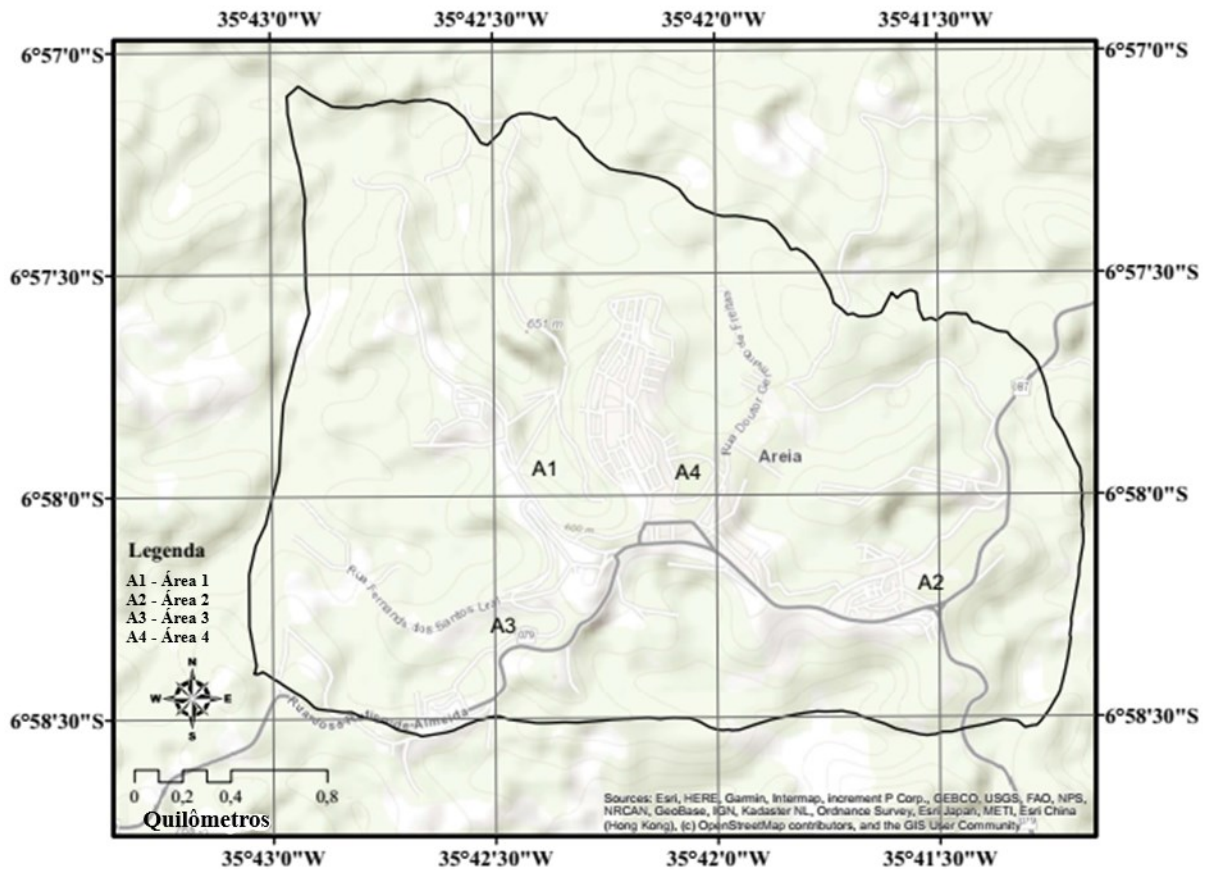 35°43'0"W 35°42'30"W 35°42'0"W 35°41'30"W
6°57'0"S 6°57'0"S
6°57'30"S 6°57'30"S
651 m
Rua Doutor
087
A1 A4 Areia
6°58'0"S 6°58'0"S
600 m
Legenda
A1 - Área 1
A2 - Área 2
A3 - Área 3
A4 - Área 4
A2
A3
079
Rua Fernando dos Santos Leal
N
W E
S
de Almeida
6°58'30"S 6°58'30"S
0 0,2 0,4 0,8
Quilômetros
Sources: Esri, HERE, Garmin, Intermap, increment P Corp., GEBCO, USGS, FAO, NPS,
NRCAN, GeoBase, IGN, Kadaster NL, Ordnance Survey, Esri Japan, METI, Esri China
(Hong Kong), (c) OpenStreetMap contributors, and the GIS User Community
079
35°43'0"W 35°42'30"W 35°42'0"W 35°41'30"W